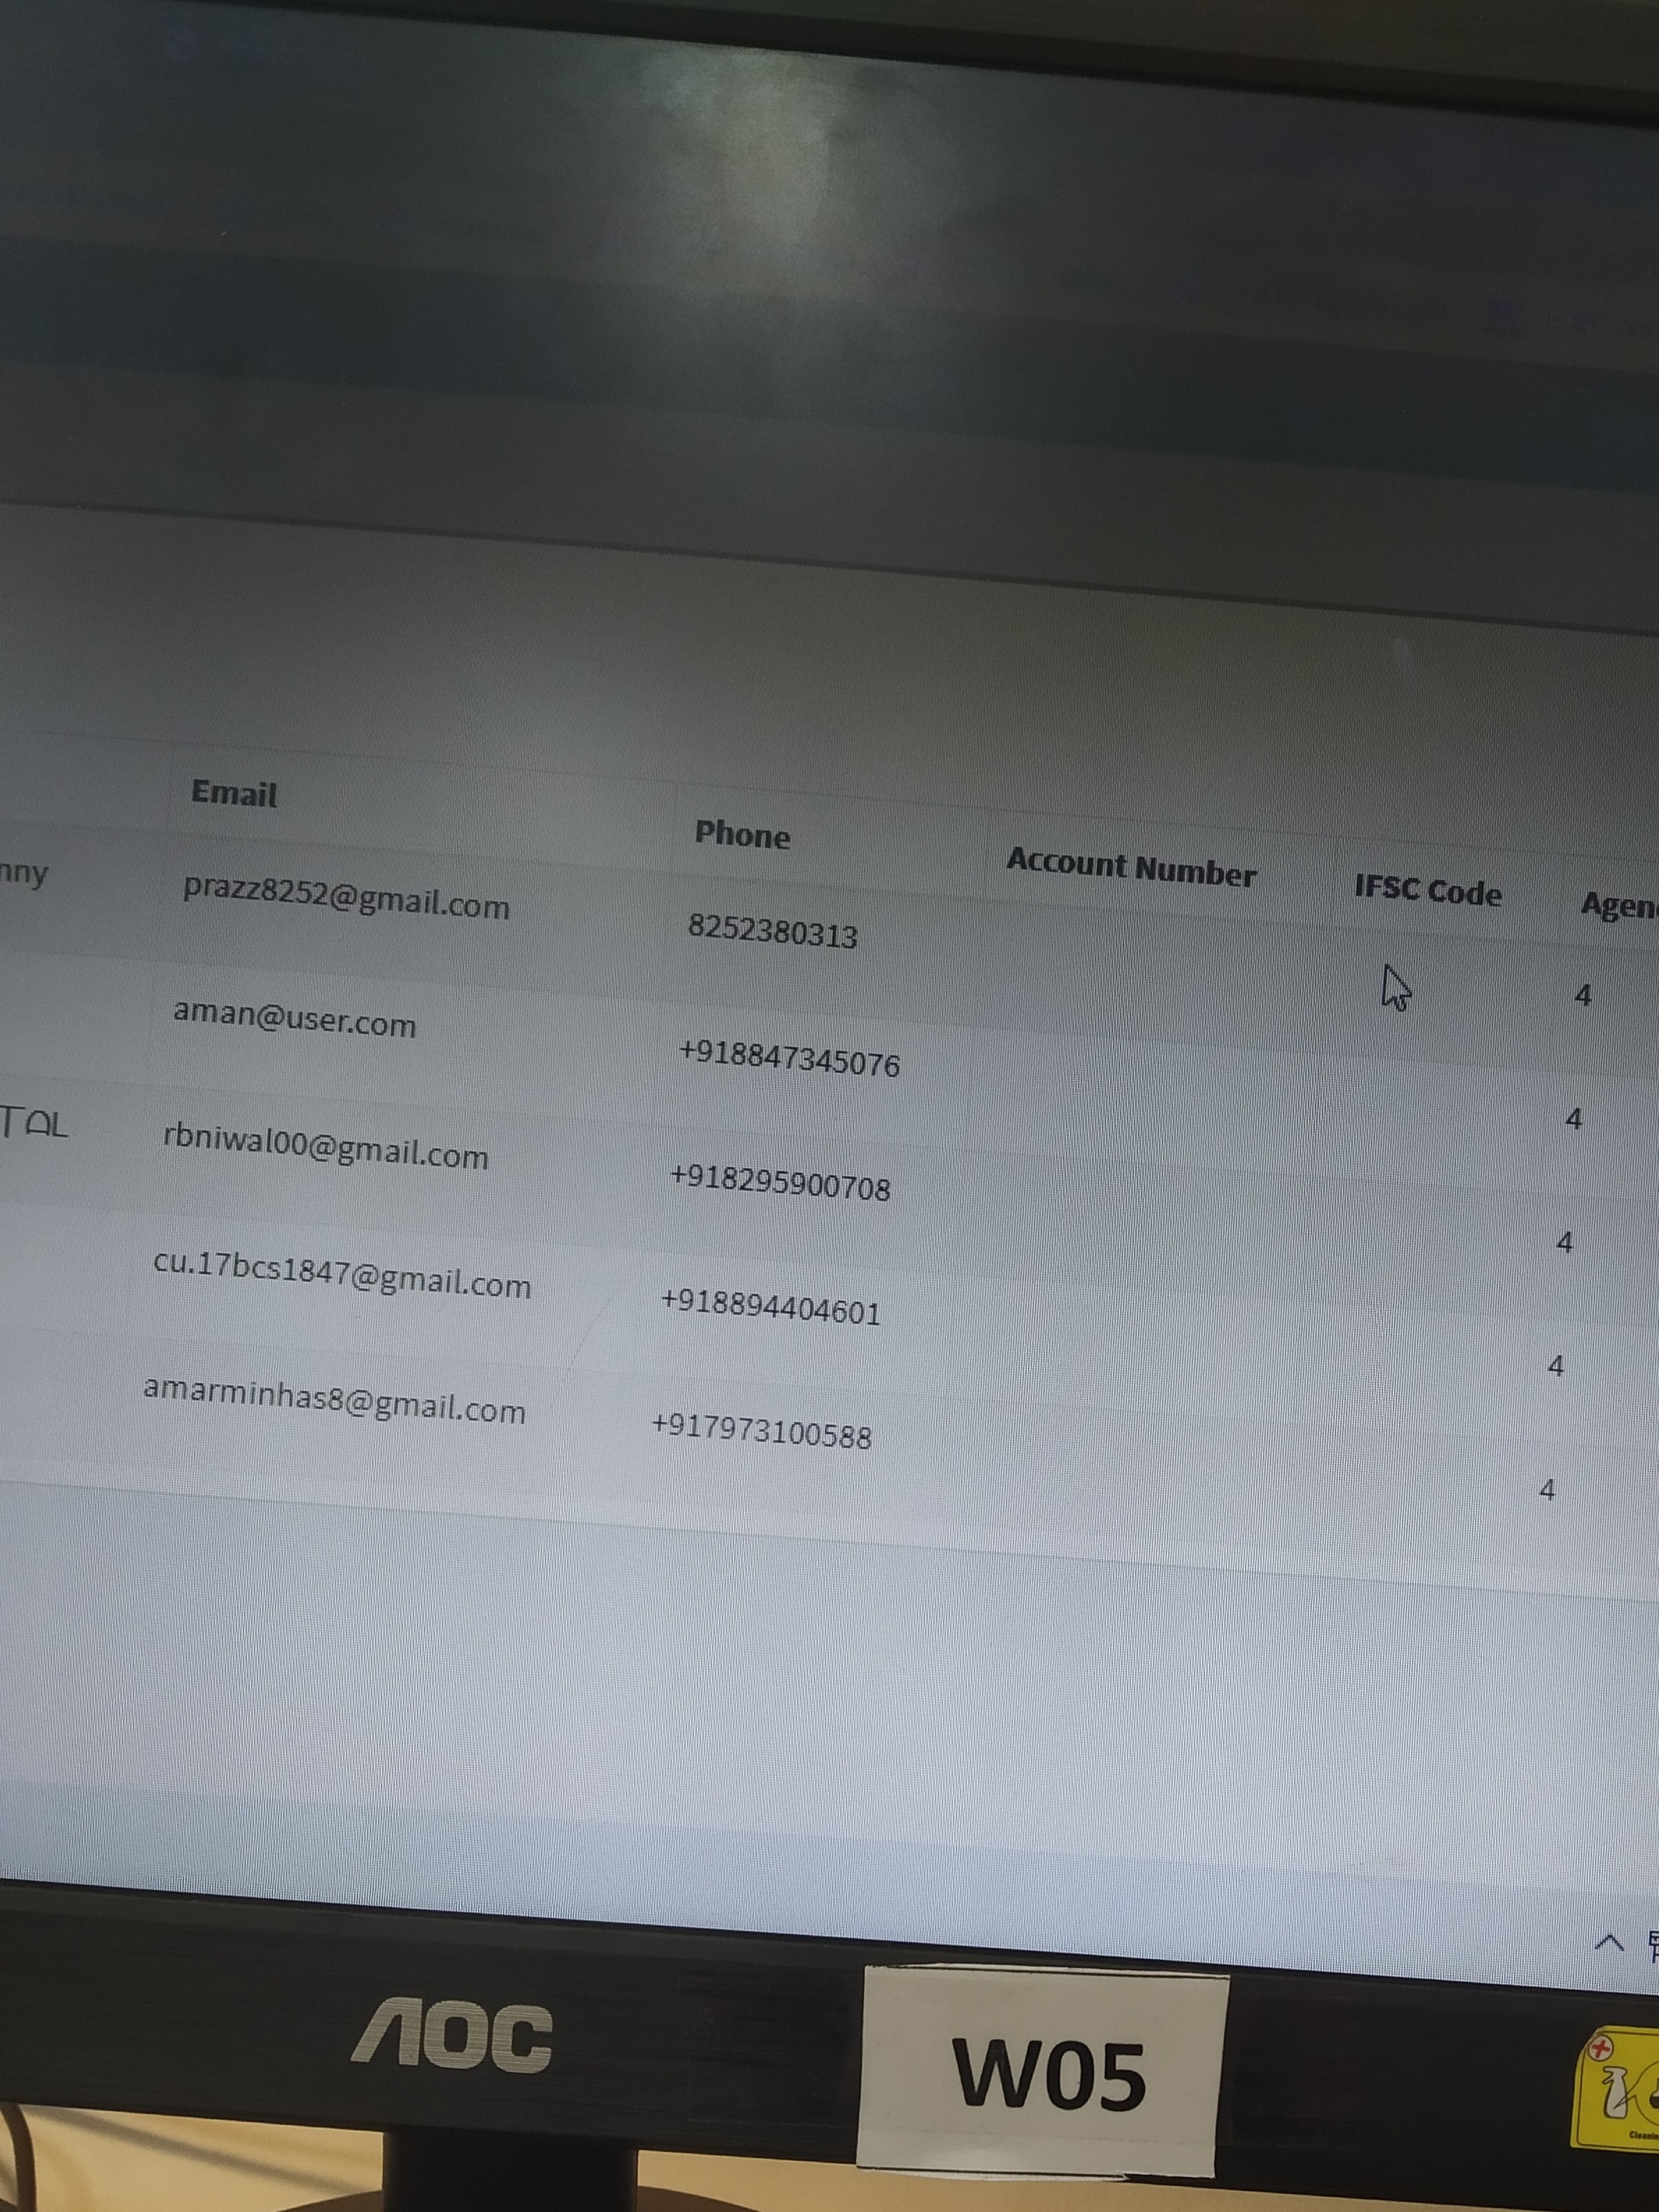 Email Phone Account Number IFSC Code Agen
nny prazz8252@gmail.com 8252380313 4
aman@user.com +918847345076 4
TAL rbniwal00@gmail.com +918295900708 4
cu.17bcs1847@gmail.com +918894404601 4
amarminhas8@gmail.com +917973100588 4
AOC W05